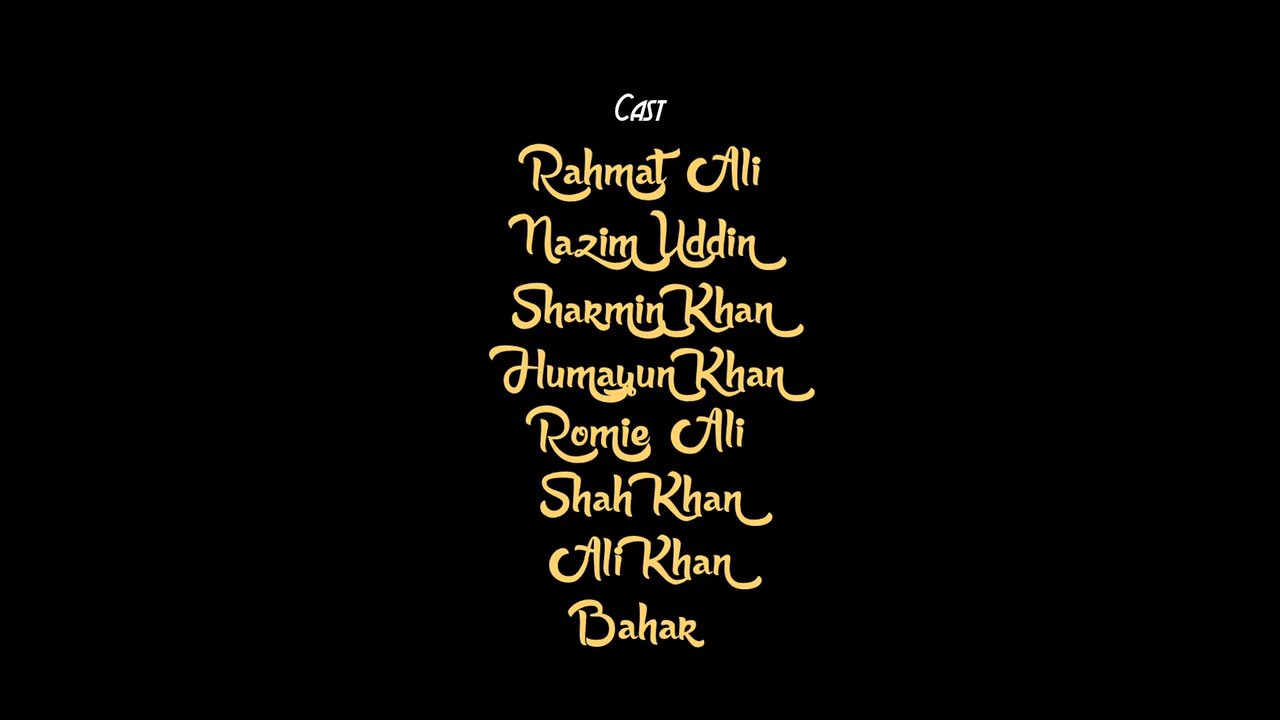 Cast
Rahmat Ali
Nazim Uddin
Sharmin Khan
Humayun Khan
Romie Ali
Shah Khan
Ali Khan
Bahar